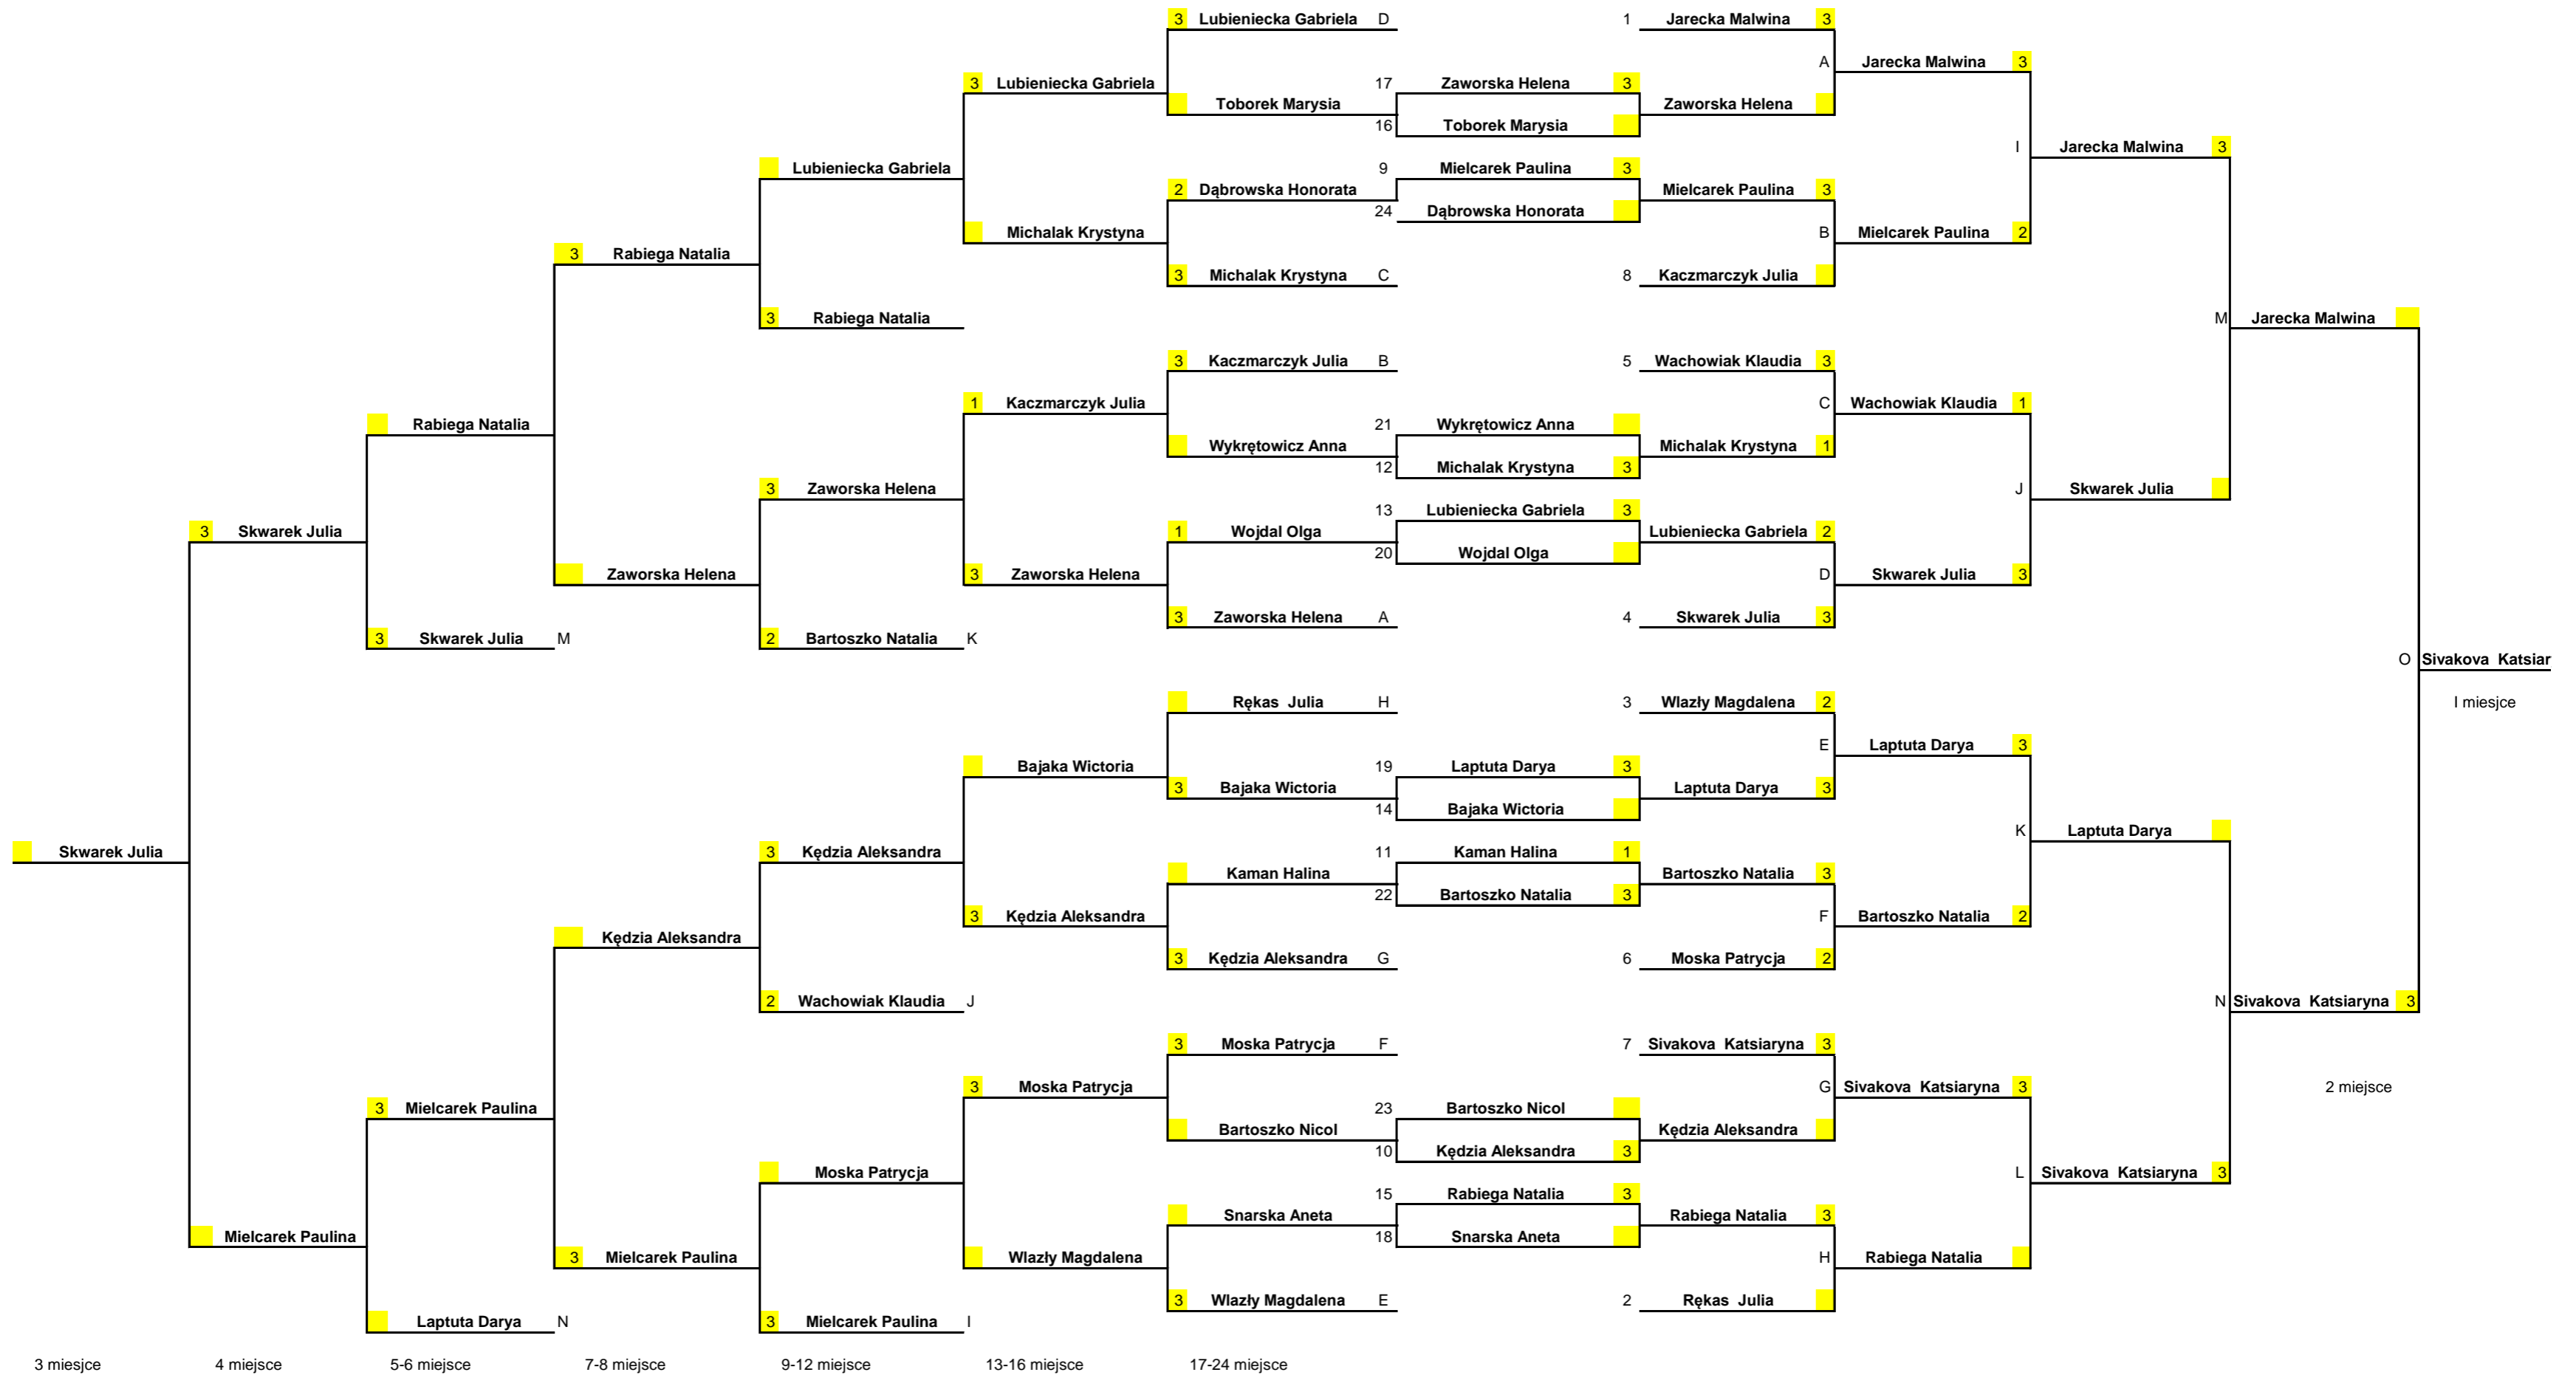 3 Lubieniecka Gabriela D 1 Jarecka Malwina 3
A Jarecka Malwina 3
3 Lubieniecka Gabriela 17 Zaworska Helena 3
Toborek Marysia Zaworska Helena
16 Toborek Marysia
I Jarecka Malwina 3
Lubieniecka Gabriela 9 Mielcarek Paulina 3
2 Dąbrowska Honorata Mielcarek Paulina 3
24 Dąbrowska Honorata
Michalak Krystyna B Mielcarek Paulina 2
3 Rabiega Natalia
3 Michalak Krystyna C 8 Kaczmarczyk Julia
3 Rabiega Natalia M Jarecka Malwina
3 Kaczmarczyk Julia B 5 Wachowiak Klaudia 3
1 Kaczmarczyk Julia C Wachowiak Klaudia 1
Rabiega Natalia 21 Wykrętowicz Anna
Wykrętowicz Anna Michalak Krystyna 1
12 Michalak Krystyna 3
3 Zaworska Helena J Skwarek Julia
13 Lubieniecka Gabriela 3
3 Skwarek Julia 1 Wojdal Olga Lubieniecka Gabriela 2
20 Wojdal Olga
Zaworska Helena 3 Zaworska Helena D Skwarek Julia 3
3 Zaworska Helena A 4 Skwarek Julia 3
3 Skwarek Julia M 2 Bartoszko Natalia K
O Sivakova Katsiar
Rękas Julia H 3 Wlazły Magdalena 2 I miesjce
E Laptuta Darya 3
Bajaka Wictoria 19 Laptuta Darya 3
3 Bajaka Wictoria Laptuta Darya 3
14 Bajaka Wictoria
K Laptuta Darya
Skwarek Julia 3 Kędzia Aleksandra 11 Kaman Halina 1
Kaman Halina Bartoszko Natalia 3
22 Bartoszko Natalia 3
3 Kędzia Aleksandra F Bartoszko Natalia 2
Kędzia Aleksandra
3 Kędzia Aleksandra G 6 Moska Patrycja 2
2 Wachowiak Klaudia J N Sivakova Katsiaryna 3
3 Moska Patrycja F 7 Sivakova Katsiaryna 3
3 Moska Patrycja G Sivakova Katsiaryna 3 2 miejsce
3 Mielcarek Paulina 23 Bartoszko Nicol
Bartoszko Nicol Kędzia Aleksandra
10 Kędzia Aleksandra 3
Moska Patrycja L Sivakova Katsiaryna 3
15 Rabiega Natalia 3
Snarska Aneta Rabiega Natalia 3
Mielcarek Paulina 18 Snarska Aneta
3 Mielcarek Paulina Wlazły Magdalena H Rabiega Natalia
3 Wlazły Magdalena E 2 Rękas Julia
Laptuta Darya N 3 Mielcarek Paulina I
3 miesjce 4 miejsce 5-6 miejsce 7-8 miejsce 9-12 miejsce 13-16 miejsce 17-24 miejsce